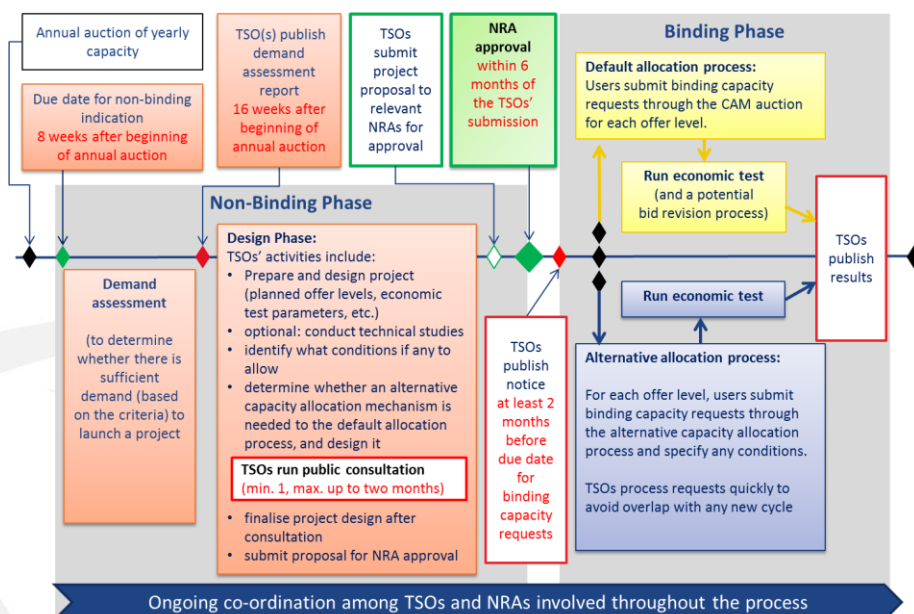 Annual auction of yearly
capacity
Due date for non-binding
indication
8 weeks after beginning
of annual auction
TSO(s) publish
demand
assessment
report
16 weeks after
beginning of
annual auction
TSOs
submit
project
proposal to
relevant
NRAs for
approval
NRA
approval
within 6
months of
the TSOs'
submission
Binding Phase
Default allocation process:
Users submit binding capacity
requests through the CAM auction
for each offer level.
Run economic test
(and a potential
bid revision process)
TSOs
publish
results
Non-Binding Phase
Demand
assessment
(to determine
whether there is
sufficient
demand (based
on the criteria) to
launch a project
Design Phase:
TSOs' activities include:
• Prepare and design project
(planned offer levels, economic
test parameters, etc.)
• optional: conduct technical studies
• identify what conditions if any to
allow
• determine whether an alternative
capacity allocation mechanism is
needed to the default allocation
process, and design it
TSOs run public consultation
(min. 1, max. up to two months)
• finalise project design after
consultation
• submit proposal for NRA approval
TSOs
publish
notice
at least 2
months
before
due date
for
binding
capacity
requests
Run economic test
Alternative allocation process:
For each offer level, users submit
binding capacity requests through
the alternative capacity allocation
process and specify any conditions.
TSOs process requests quickly to
avoid overlap with any new cycle
Ongoing co-ordination among TSOs and NRAs involved throughout the process